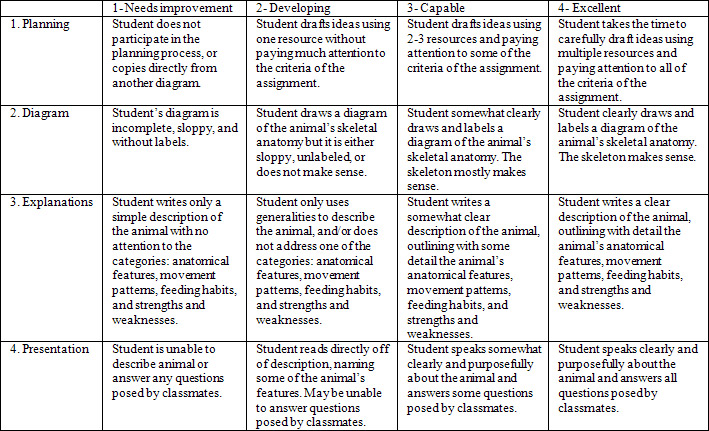 1-Needs improvement
2- Developing
3- Capable
4- Excellent
1. Planning
Student does not
participate in the
planning process, or
copies directly from
another diagram.
Student drafts ideas using
one resource without
paying much attention to
the criteria of the
assignment.
Student drafts ideas using
2-3 resources and paying
attention to some of the
criteria of the assignment.
Student takes the time to
carefully draft ideas using
multiple resources and
paying attention to all of
the criteria of the
assignment.
2. Diagram
Student’s diagram is
incomplete, sloppy, and
without labels.
Student draws a diagram
of the animal’s skeletal
anatomy but it is either
sloppy, unlabeled, or
does not make sense.
Student somewhat clearly
draws and labels a
diagram of the animal’s
skeletal anatomy. The
skeleton mostly makes
sense.
Student clearly draws and
labels a diagram of the
animal’s skeletal anatomy.
The skeleton makes sense.
3. Explanations
Student writes only a
simple description of
the animal with no
attention to the
categories: anatomical
features, movement
patterns, feeding habits,
and strengths and
weaknesses.
Student only uses
generalities to describe
the animal, and/or does
not address one of the
categories: anatomical
features, movement
patterns, feeding habits,
and strengths and
weaknesses.
Student writes a
somewhat clear
description of the animal,
outlining with some
detail the animal’s
anatomical features,
movement patterns,
feeding habits, and
strengths and
weaknesses.
Student writes a clear
description of the animal,
outlining with detail the
animal’s anatomical
features, movement
patterns, feeding habits,
and strengths and
weaknesses.
4. Presentation
Student is unable to
describe animal or
answer any questions
posed by classmates.
Student reads directly off
of description, naming
some of the animal’s
features. May be unable
to answer questions
posed by classmates.
Student speaks somewhat
clearly and purposefully
about the animal and
answers some questions
posed by classmates.
Student speaks clearly and
purposefully about the
animal and answers all
questions posed by
classmates.